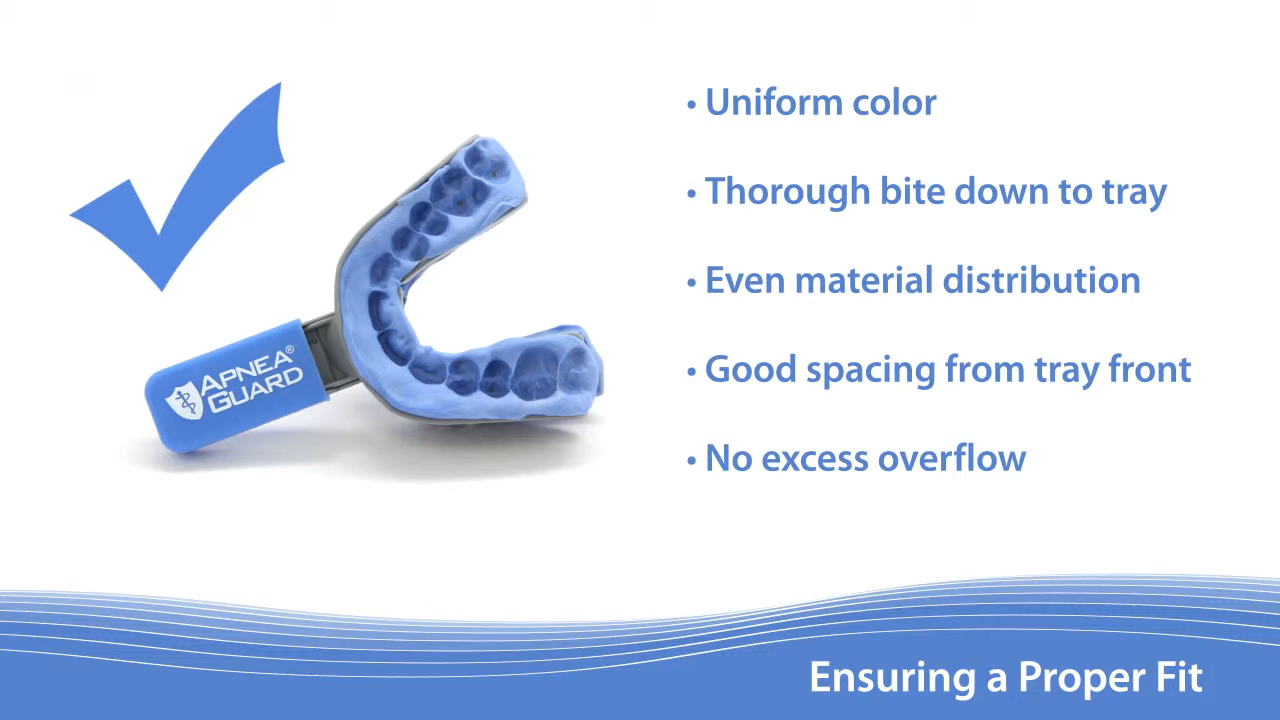 • Uniform color
• Thorough bite down to tray
• Even material distribution
• Good spacing from tray front
• No excess overflow
APNEA®
GUARD
Ensuring a Proper Fit